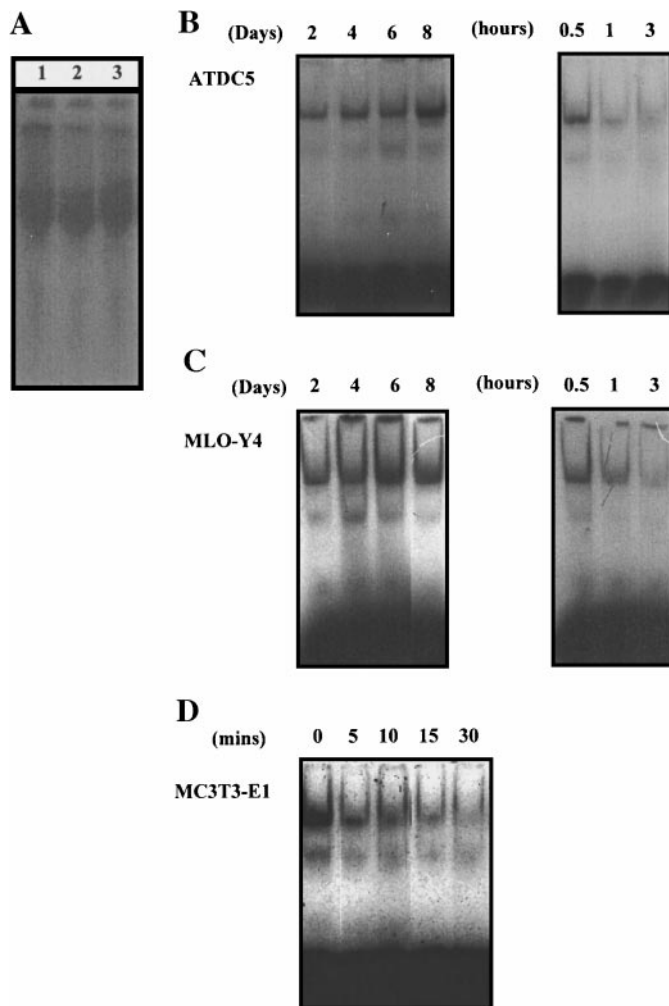 A
1 2 3
B
(Days) 2 4 6 8
(hours) 0.5 1 3
ATDC5
C
(Days) 2 4 6 8
(hours) 0.5 1 3
MLO-Y4
D
(mins) 0 5 10 15 30
MC3T3-E1